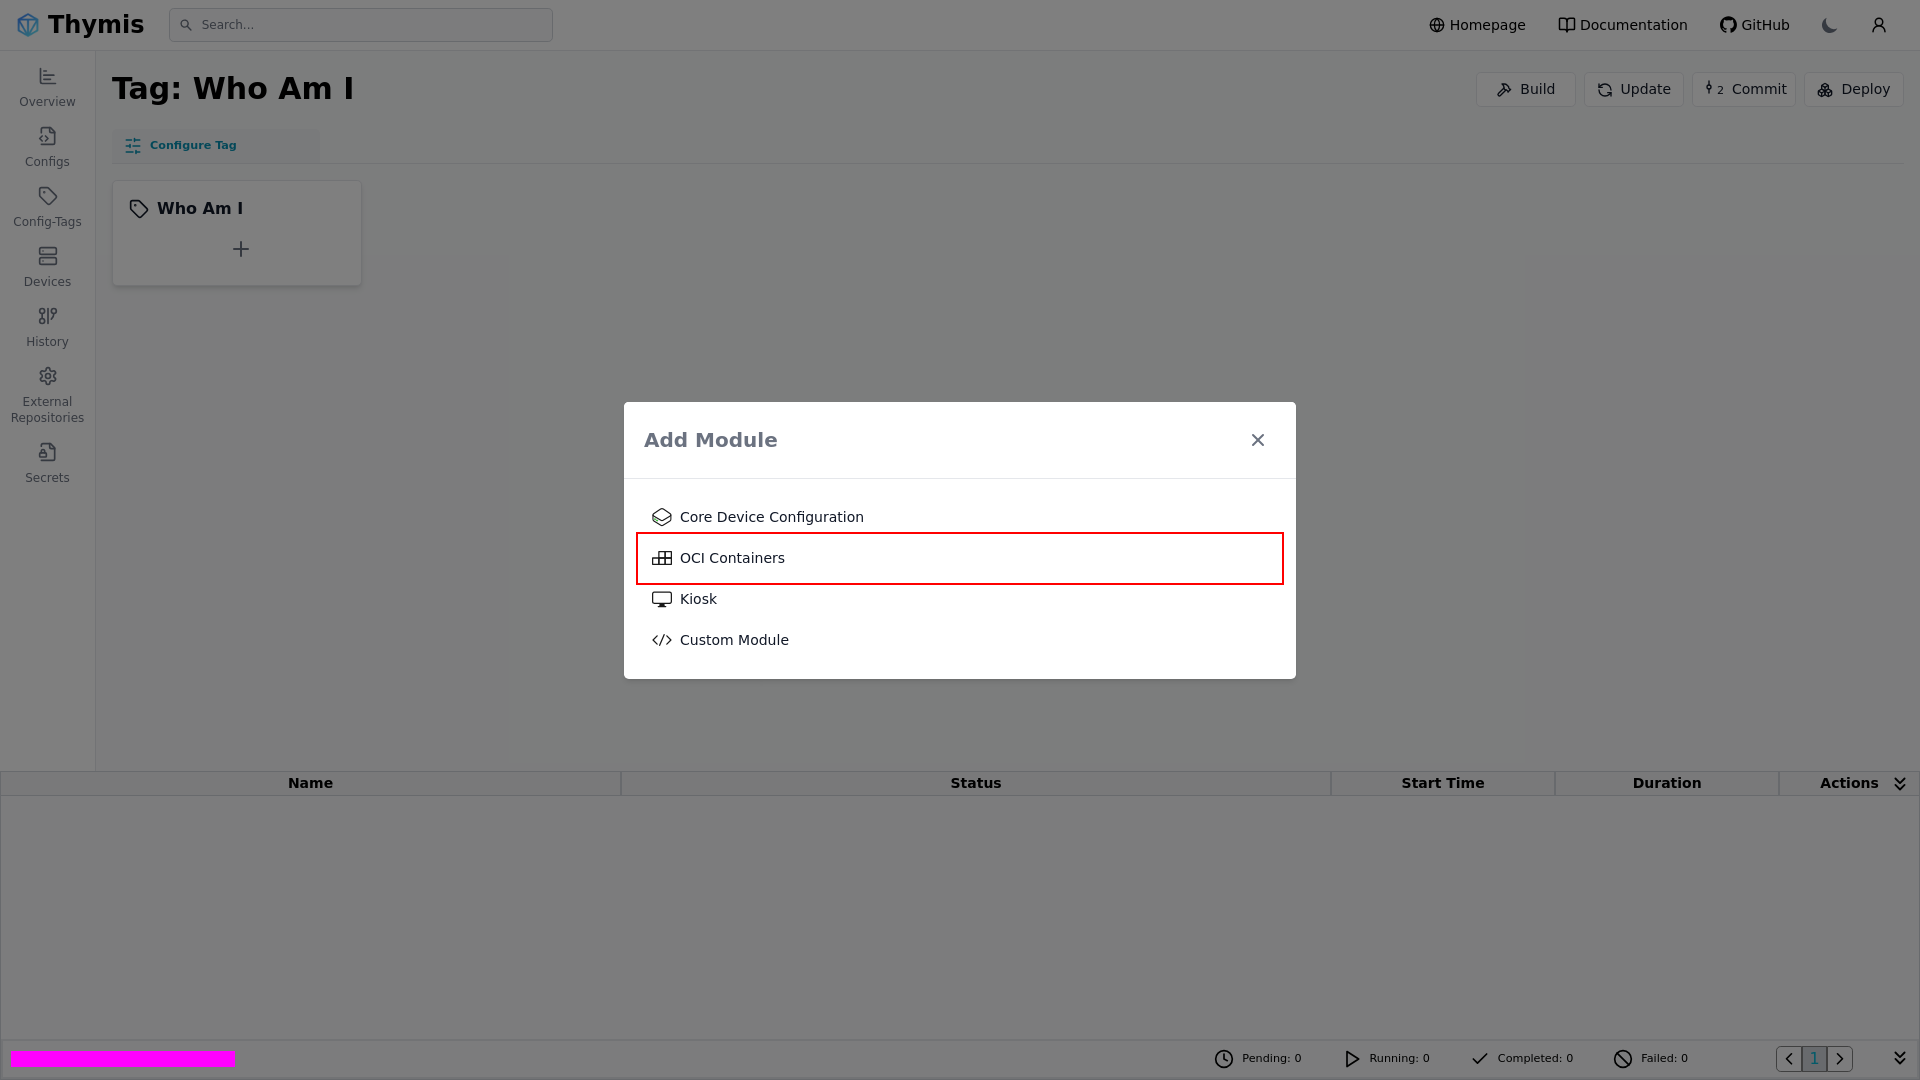 Thymis
Search...
Homepage
Documentation
GitHub
Overview
Configs
Config-Tags
Devices
History
External
Repositories
Secrets
Tag: Who Am I
Build
Update
2 Commit
Deploy
Configure Tag
Who Am I
Add Module
Core Device Configuration
OCI Containers
Kiosk
Custom Module
Name
Status
Start Time
Duration
Actions
Pending: 0
Running: 0
Completed: 0
Failed: 0
1